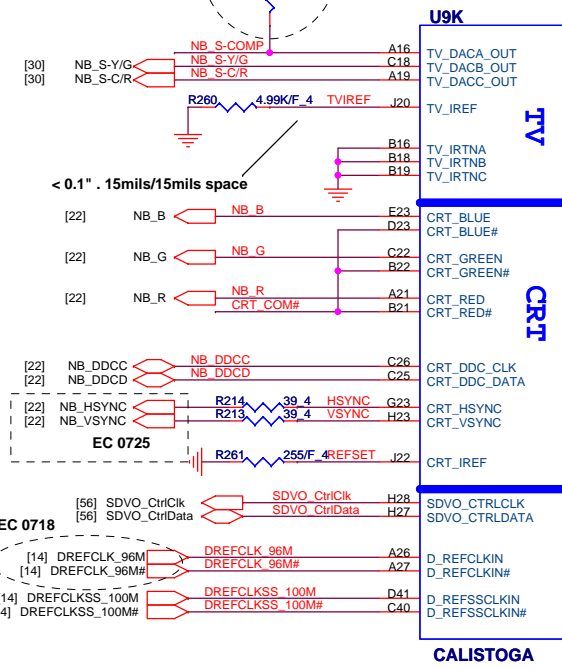 U9K
NB_S-COMP A16 TV_DACA_OUT
[30] NB_S-Y/G NB_S-Y/G C18 TV_DACB_OUT
[30] NB_S-C/R NB_S-C/R A19 TV_DACC_OUT
R260 4.99K/F_4 TVIREF J20 TV_IREF
TV
B16 TV_IRTNA
B18 TV_IRTNB
B19 TV_IRTNC
< 0.1" . 15mils/15mils space
[22] NB_B NB_B E23 CRT_BLUE
D23 CRT_BLUE#
[22] NB_G NB_G C22 CRT_GREEN
B22 CRT_GREEN#
[22] NB_R NB_R A21 CRT_RED
CRT_COM# B21 CRT_RED#
CRT
[22] NB_DDCC NB_DDCC C26 CRT_DDC_CLK
[22] NB_DDCD NB_DDCD C25 CRT_DDC_DATA
[22] NB_HSYNC R214 39_4 HSYNC G23 CRT_HSYNC
[22] NB_VSYNC R213 39_4 VSYNC H23 CRT_VSYNC
EC 0725
R261 255/F_4 REFSET J22 CRT_IREF
[56] SDVO_CtrlClk SDVO_CtrlClk H28 SDVO_CTRLCLK
[56] SDVO_CtrlData SDVO_CtrlData H27 SDVO_CTRLDATA
EC 0718
[14] DREFCLK_96M DREFCLK_96M A26 D_REFCLKIN
[14] DREFCLK_96M# DREFCLK_96M# A27 D_REFCLKIN#
14] DREFCLKSS_100M DREFCLKSS_100M D41 D_REFSSCLKIN
4] DREFCLKSS_100M# DREFCLKSS_100M# C40 D_REFSSCLKIN#
CALISTOGA